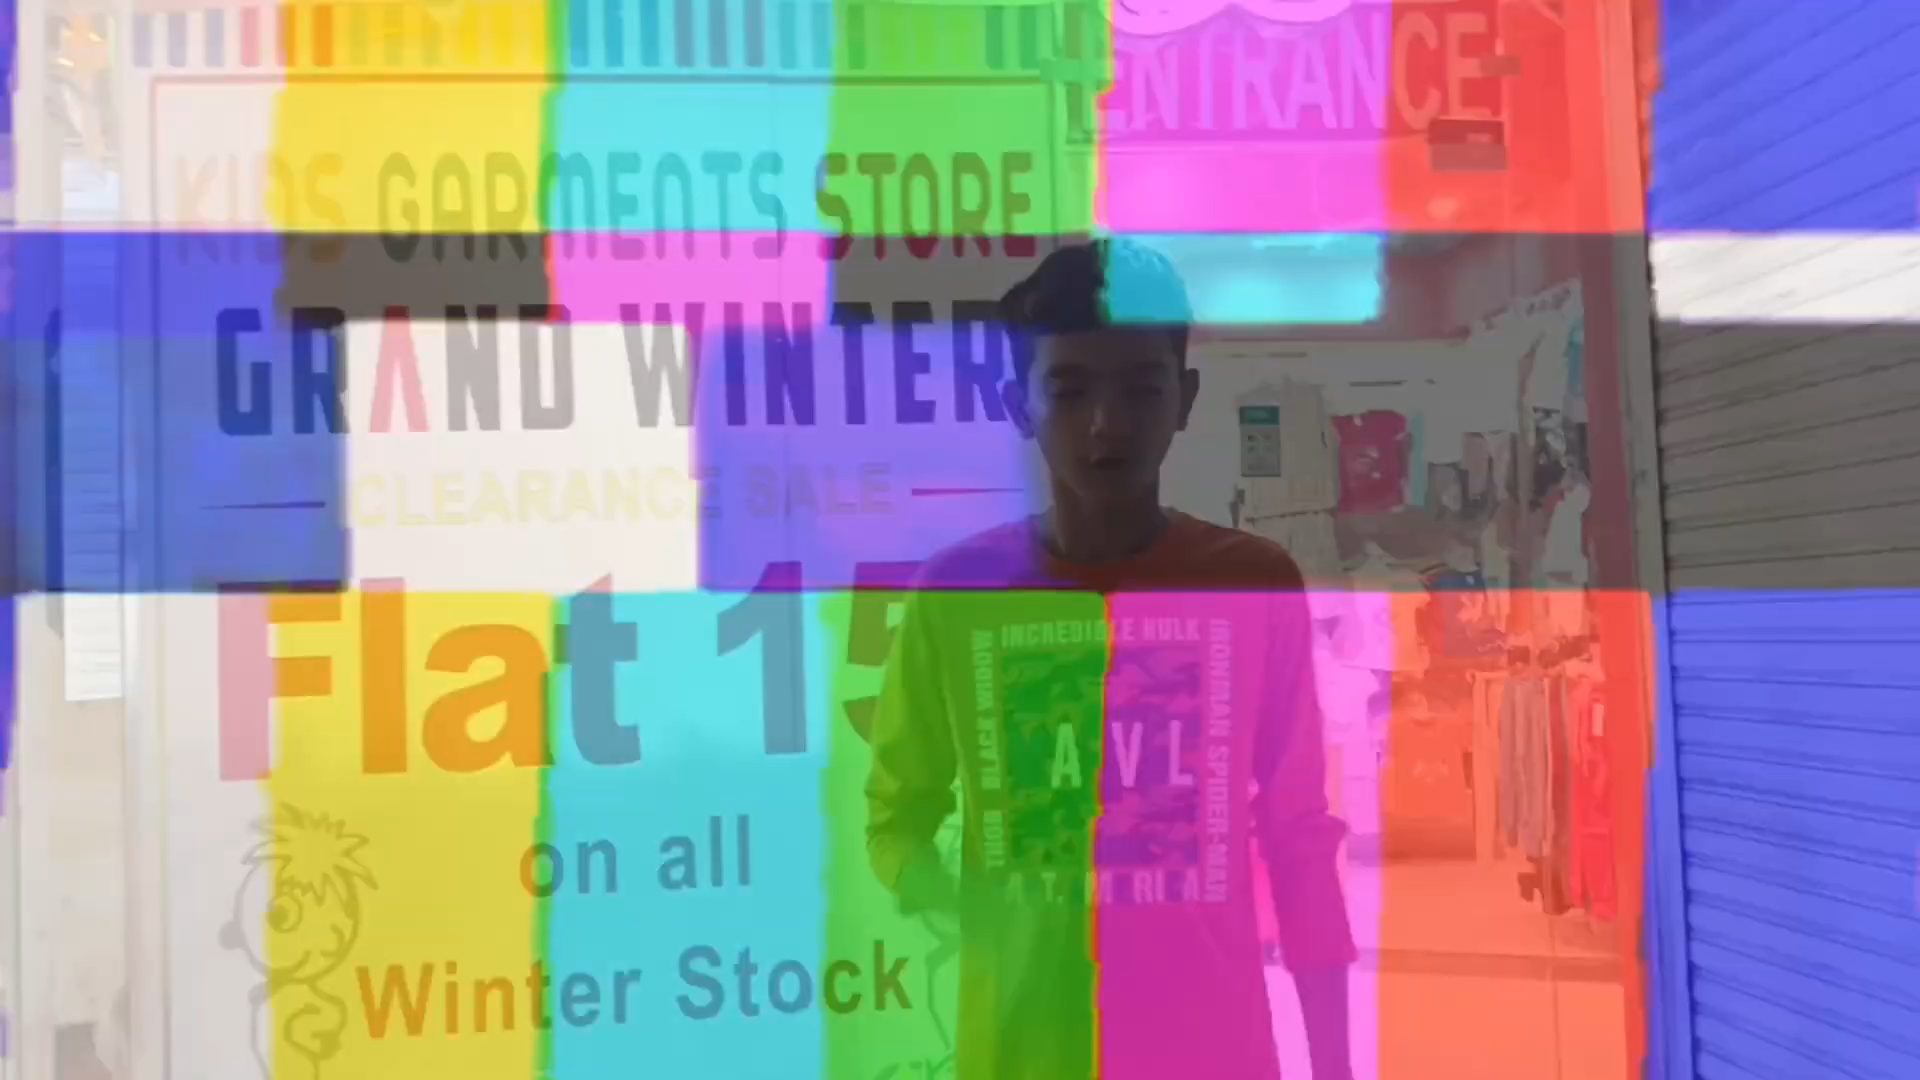 ENTRANCE
KIDS GARMENTS STORE
GRAND WINTER
CLEARANCE SALE
Flat 15
on all
Winter Stock
INCREDIBLE HULK
BLACK WIDOW
THOR
IRONMAN SPIDER-MAN
A V L